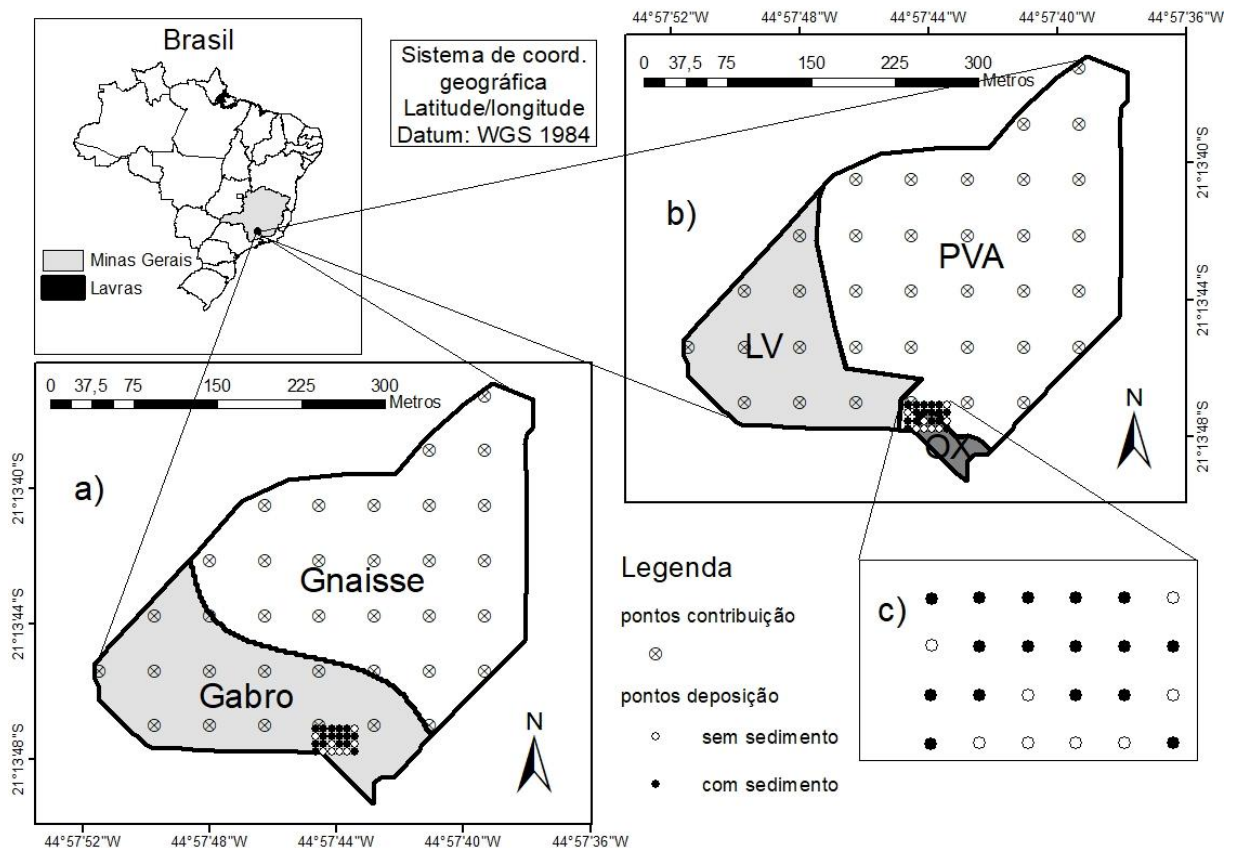 Brasil
Minas Gerais
Lavras
Sistema de coord.
geográfica
Latitude/longitude
Datum: WGS 1984
44°57'52"W 44°57'48"W 44°57'44"W 44°57'40"W 44°57'36"W
0 37,5 75 150 225 300
Metros
b)
PVA
LV
OX
N
21°13'40"S
21°13'44"S
21°13'48"S
0 37,5 75 150 225 300
Metros
a)
Gnaisse
Gabro
N
21°13'40"S
21°13'44"S
21°13'48"S
44°57'52"W 44°57'48"W 44°57'44"W 44°57'40"W 44°57'36"W
Legenda
pontos contribuição
pontos deposição
sem sedimento
com sedimento
c)